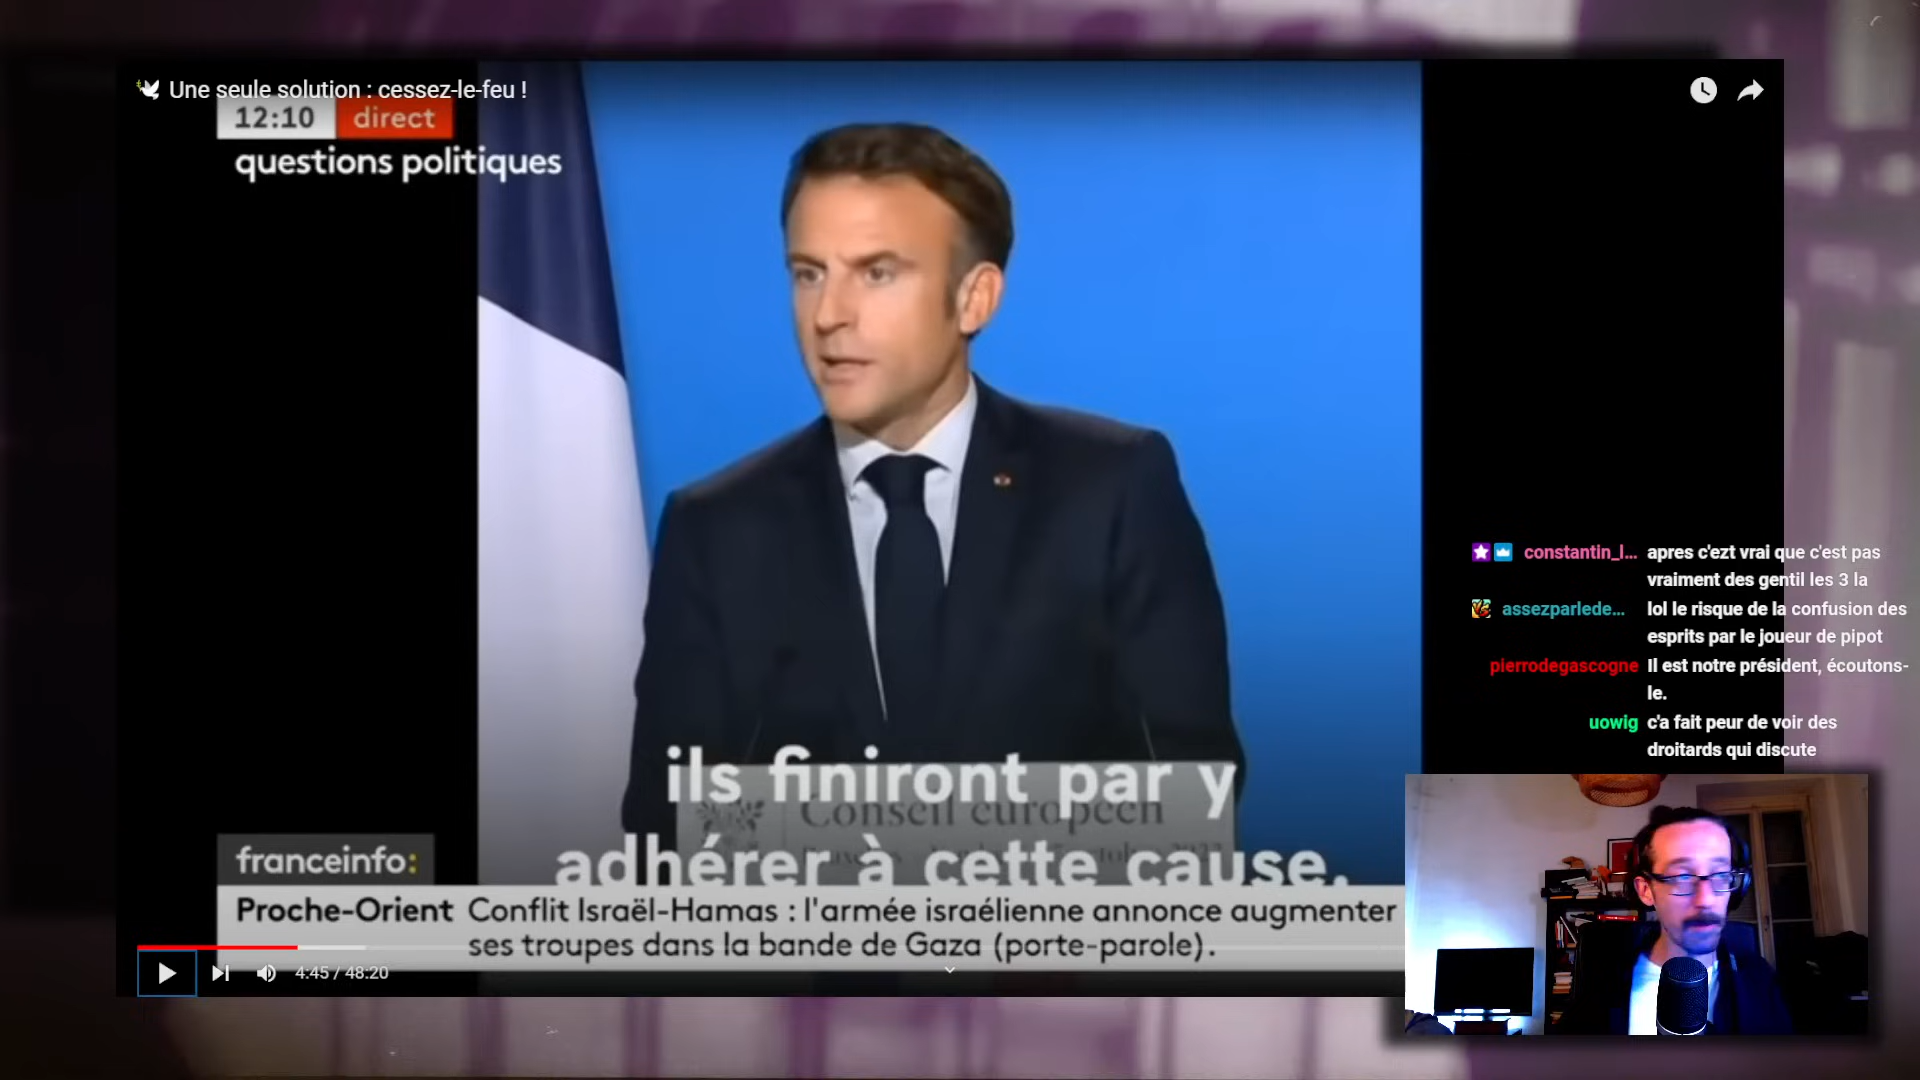 Une seule solution : cessez-le-feu !
12:10 direct
questions politiques
constantin_l... apres c'ezt vrai que c'est pas
vraiment des gentil les 3 la
assezparlede... lol le risque de la confusion des
esprits par le joueur de pipot
pierrodegascogne Il est notre président, écoutons-
le.
uowig c'a fait peur de voir des
droitards qui discute
ils finiront par y
Conseil européen
adhérer à cette cause.
franceinfo:
Proche-Orient Conflit Israël-Hamas : l'armée israélienne annonce augmenter
ses troupes dans la bande de Gaza (porte-parole).
4:45 / 48:20